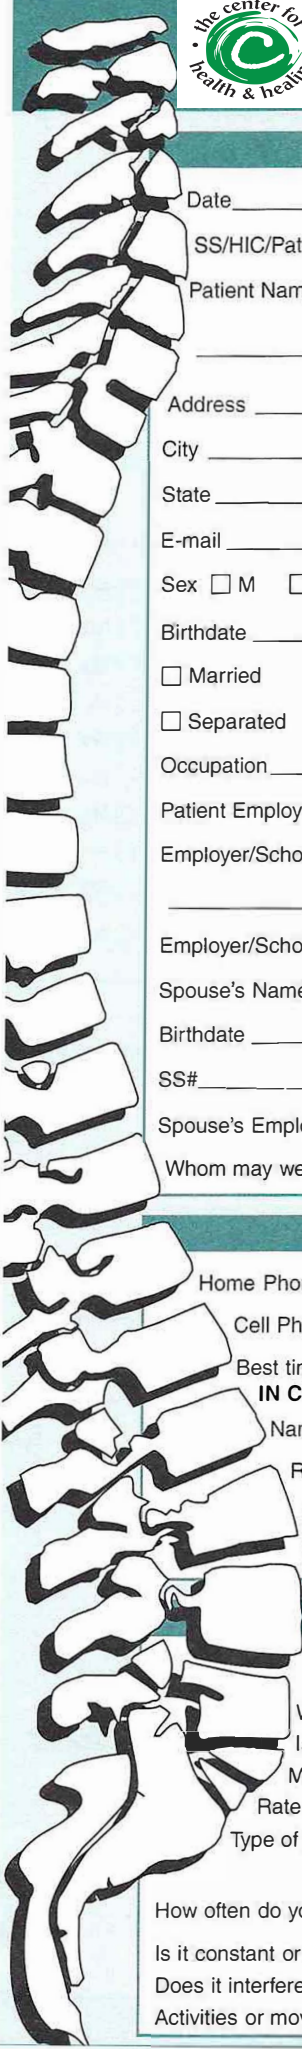 the center for
health & healing
Date
SS/HIC/Pat
Patient Nam
Address
City
State
E-mail
Sex □ M □
Birthdate
□ Married
□ Separated
Occupation
Patient Employ
Employer/Scho
Employer/Scho
Spouse's Name
Birthdate
SS#
Spouse's Empl
Whom may we
Home Pho
Cell Ph
Best tim
IN C
Nam
R
W
I
M
Rate
Type of
How often do yo
Is it constant or
Does it interfere
Activities or mov